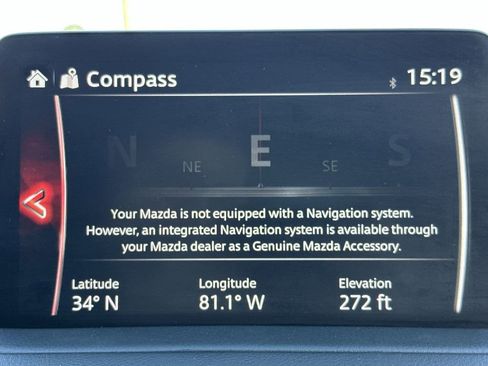 Compass
15:19
N NE E SE S
Your Mazda is not equipped with a Navigation system.
However, an integrated Navigation system is available through
your Mazda dealer as a Genuine Mazda Accessory.
Latitude Longitude Elevation
34° N 81.1° W 272 ft